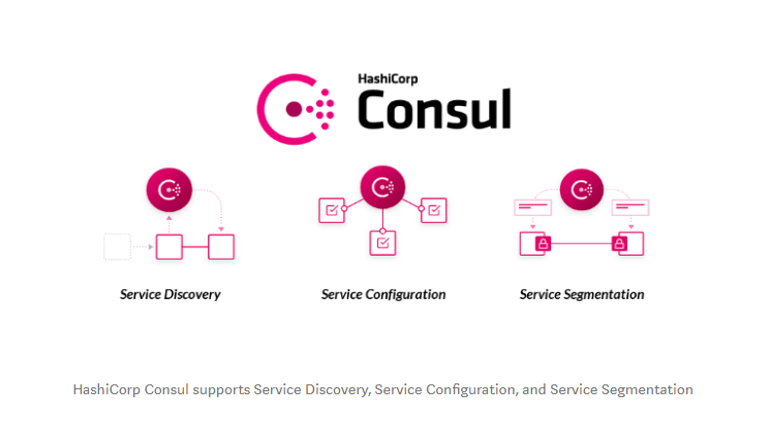 HashiCorp
Consul
Service Discovery
Service Configuration
Service Segmentation
HashiCorp Consul supports Service Discovery, Service Configuration, and Service Segmentation